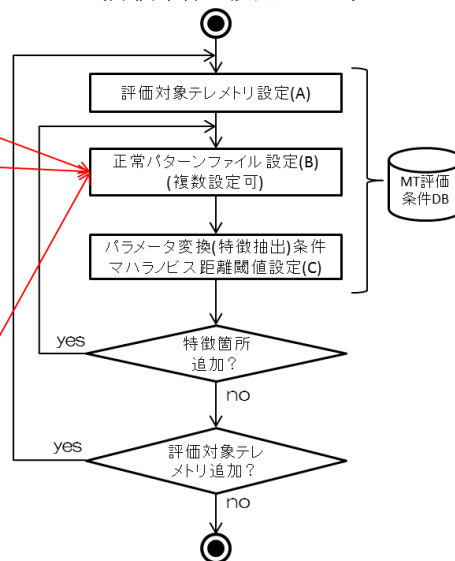 評価対象テレメトリ設定(A)
正常パターンファイル設定(B)
(複数設定可)
MT評価
条件DB
パラメータ変換(特徴抽出)条件
マハラノビス距離閾値設定(C)
特徴箇所
追加?
yes
no
評価対象テレ
メトリ追加?
yes
no